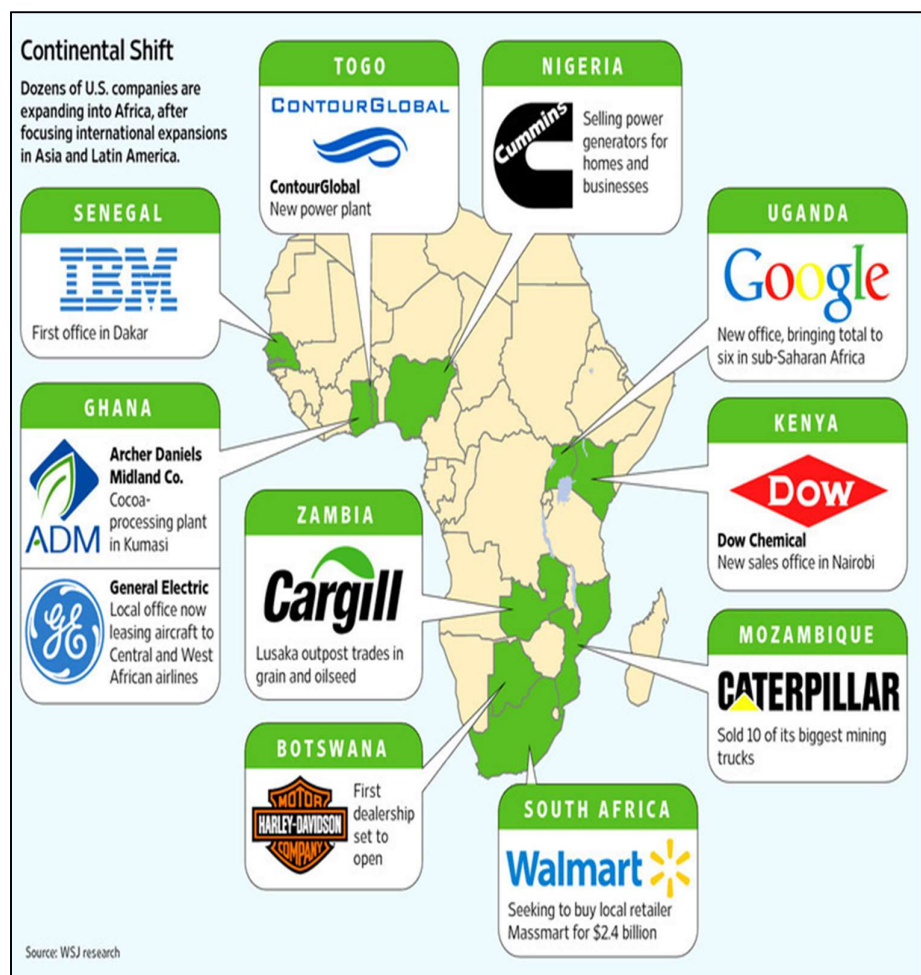 Continental Shift
Dozens of U.S. companies are
expanding into Africa, after
focusing international expansions
in Asia and Latin America.
TOGO
CONTOURGLOBAL
ContourGlobal
New power plant
NIGERIA
Cummins
Selling power
generators for
homes and
businesses
SENEGAL
IBM
First office in Dakar
UGANDA
Google
New office, bringing total to
six in sub-Saharan Africa
GHANA
ADM
Archer Daniels
Midland Co.
Cocoa-
processing plant
in Kumasi
GE
General Electric
Local office now
leasing aircraft to
Central and West
African airlines
KENYA
DOW
Dow Chemical
New sales office in Nairobi
ZAMBIA
Cargill
Lusaka outpost trades in
grain and oilseed
MOZAMBIQUE
CATERPILLAR
Sold 10 of its biggest mining
trucks
BOTSWANA
MOTOR
HARLEY-DAVIDSON
COMPANY
First
dealership
set to
open
SOUTH AFRICA
Walmart
Seeking to buy local retailer
Massmart for $2.4 billion
Source: WSJ research